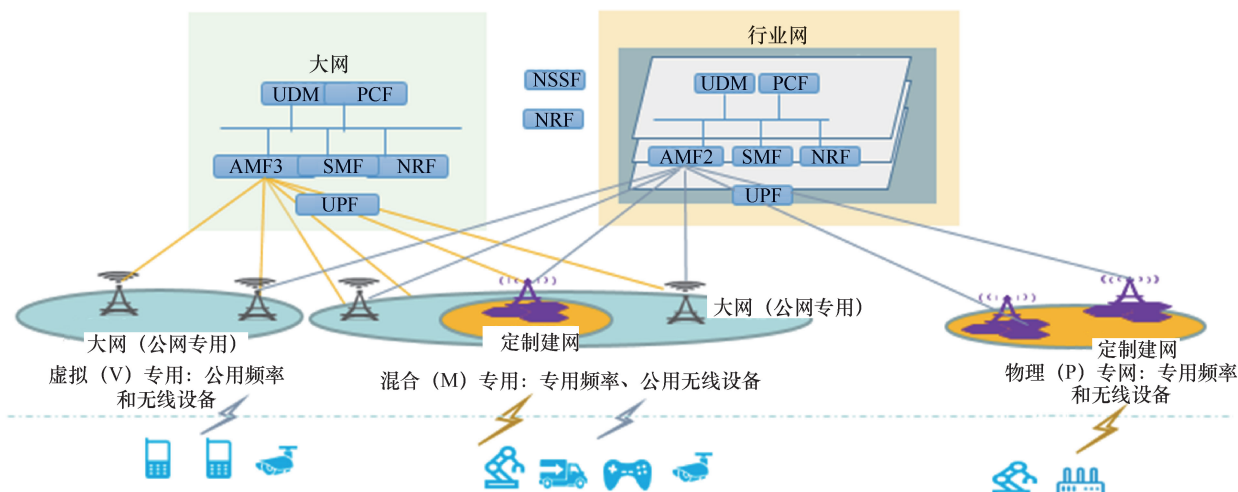 大网
行业网
NSSF
NRF
UDM
PCF
AMF3
SMF
NRF
UPF
UDM
PCF
AMF2
SMF
NRF
UPF
大网（公网专用）
虚拟（V）专用：公用频率
和无线设备
定制建网
大网（公网专用）
混合（M）专用：专用频率、公用无线设备
定制建网
物理（P）专网：专用频率
和无线设备